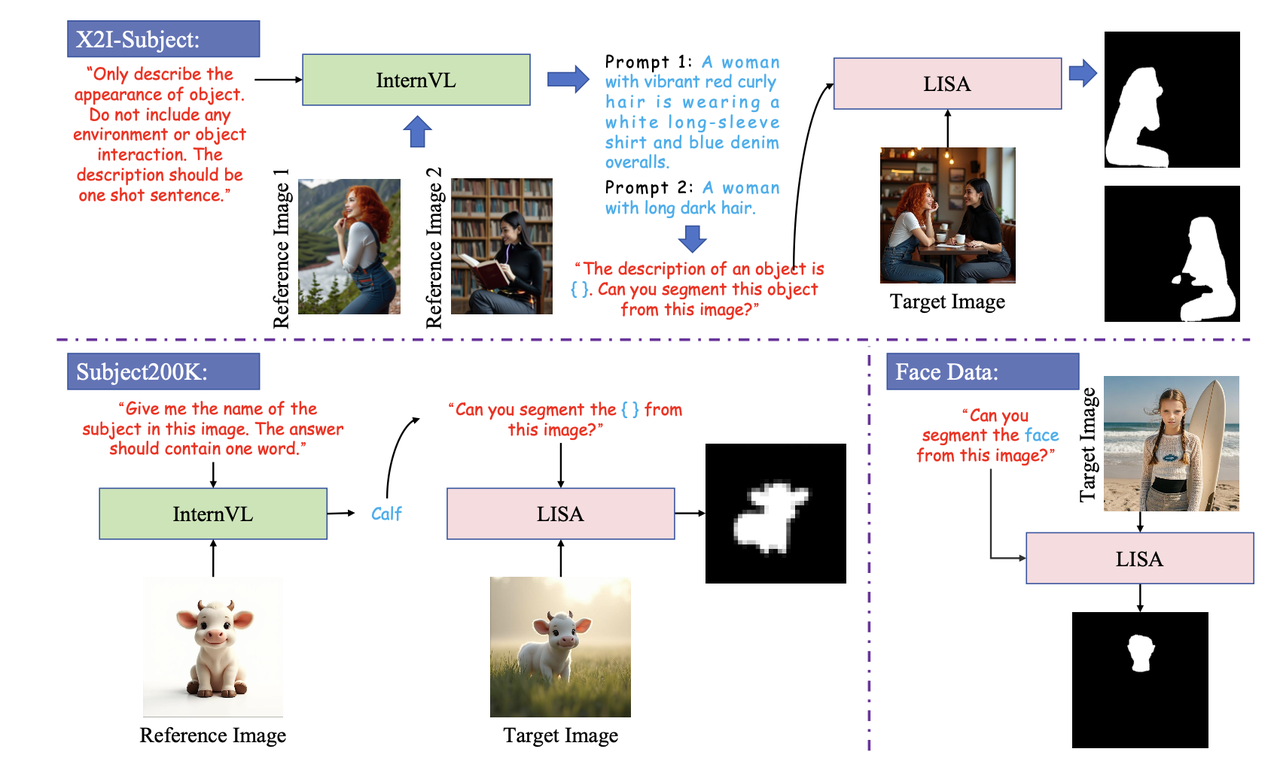 X2I-Subject:
“Only describe the
appearance of object.
Do not include any
environment or object
interaction. The
description should be
one shot sentence.”
InternVL
Reference Image 1
Reference Image 2
Prompt 1: A woman
with vibrant red curly
hair is wearing a
white long-sleeve
shirt and blue denim
overalls.
Prompt 2: A woman
with long dark hair.
“The description of an object is
{ }. Can you segment this object
from this image?”
LISA
Target Image
Subject200K:
“Give me the name of the
subject in this image. The answer
should contain one word.”
InternVL
Calf
Reference Image
“Can you segment the { } from
this image?”
LISA
Target Image
Face Data:
“Can you
segment the face
from this image?”
Target Image
LISA